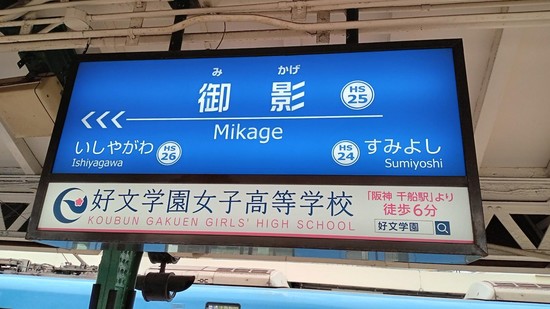 み かげ
御影
HS
25
<<<
Mikage
いしやがわ
HS
26
Ishiyagawa
HS
24
すみよし
Sumiyoshi
好文学園女子高等学校
KOUBUN GAKUEN GIRLS' HIGH SCHOOL
「阪神 千船駅」より
徒歩6分
好文学園